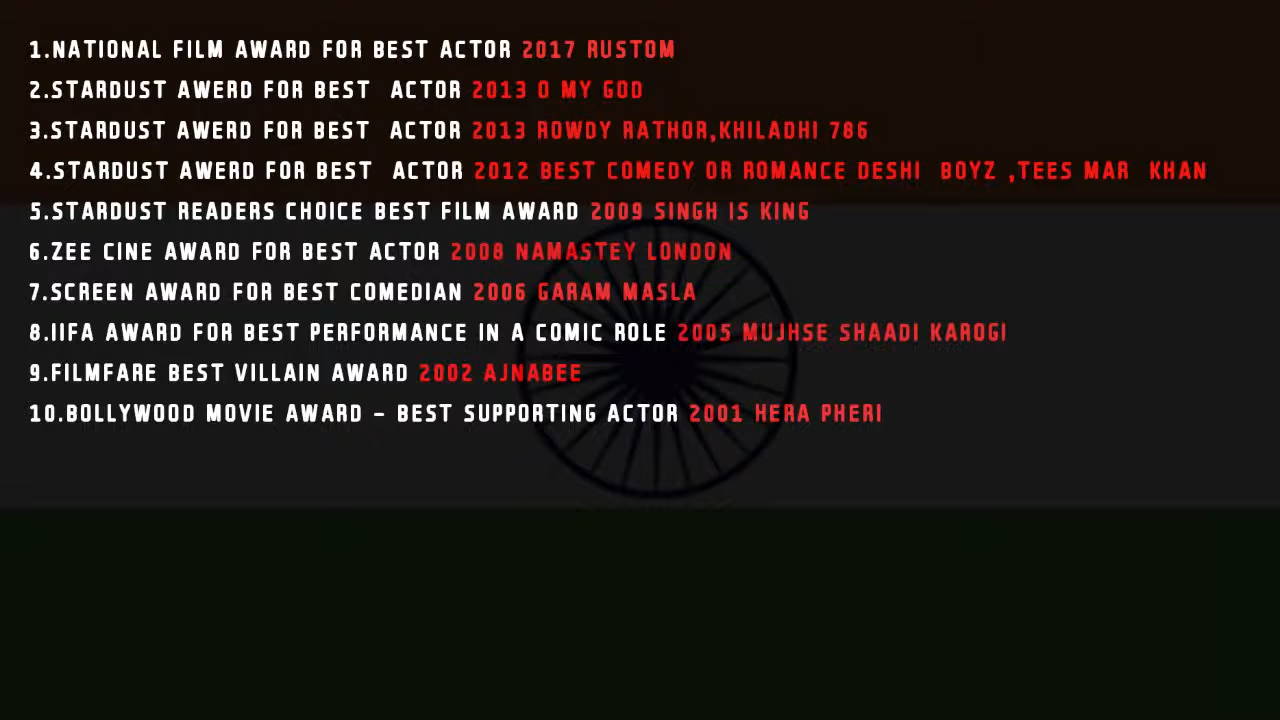 1.NATIONAL FILM AWARD FOR BEST ACTOR 2017 RUSTOM
2.STARDUST AWERD FOR BEST ACTOR 2013 O MY GOD
3.STARDUST AWERD FOR BEST ACTOR 2013 ROWDY RATHOR,KHILADHI 786
4.STARDUST AWERD FOR BEST ACTOR 2012 BEST COMEDY OR ROMANCE DESHI BOYZ ,TEES MAR KHAN
5.STARDUST READERS CHOICE BEST FILM AWARD 2009 SINGH IS KING
6.ZEE CINE AWARD FOR BEST ACTOR 2008 NAMASTEY LONDON
7.SCREEN AWARD FOR BEST COMEDIAN 2006 GARAM MASLA
8.IIFA AWARD FOR BEST PERFORMANCE IN A COMIC ROLE 2005 MUJHSE SHAADI KAROGI
9.FILMFARE BEST VILLAIN AWARD 2002 AJNABEE
10.BOLLYWOOD MOVIE AWARD – BEST SUPPORTING ACTOR 2001 HERA PHERI